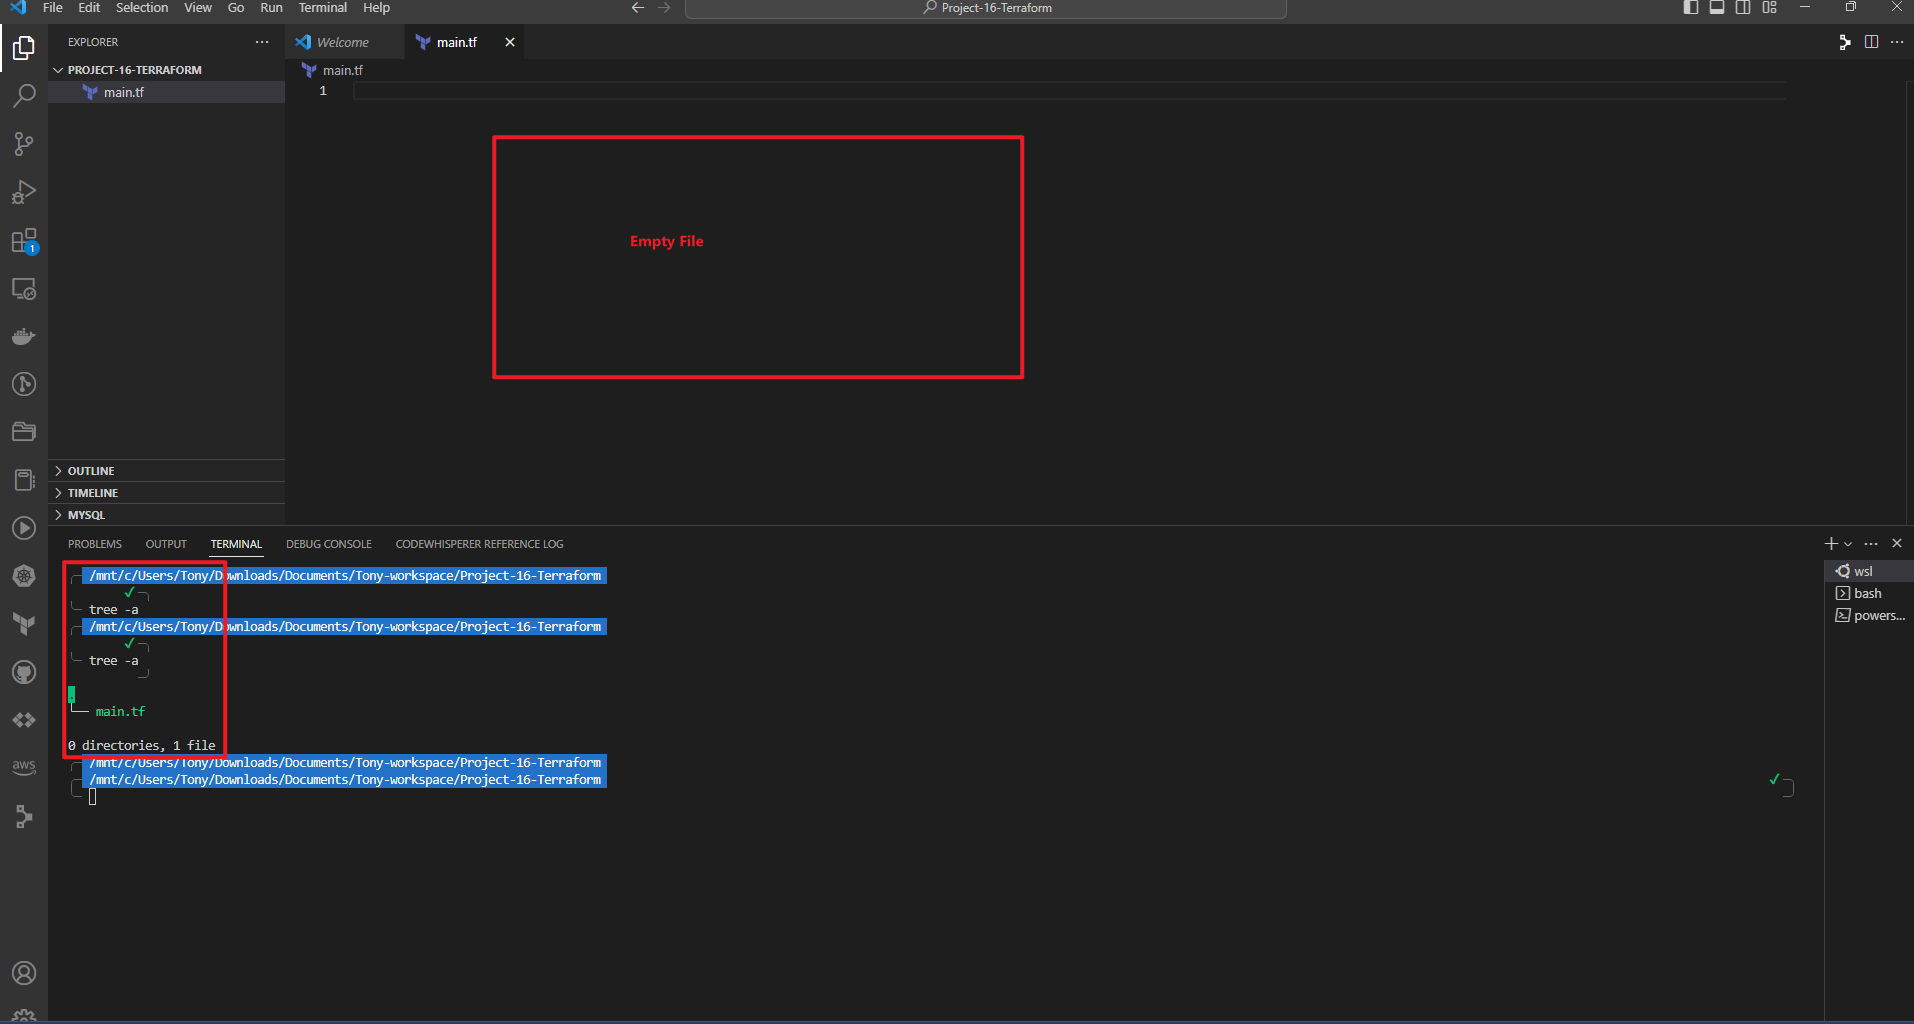 File Edit Selection View Go Run Terminal Help
Project-16-Terraform
EXPLORER
PROJECT-16-TERRAFORM
main.tf
OUTLINE
TIMELINE
MYSQL
Welcome
main.tf
main.tf
1
Empty File
1
aws
PROBLEMS OUTPUT TERMINAL DEBUG CONSOLE CODEWHISPERER REFERENCE LOG
/mnt/c/Users/Tony/Downloads/Documents/Tony-workspace/Project-16-Terraform
tree -a
/mnt/c/Users/Tony/Downloads/Documents/Tony-workspace/Project-16-Terraform
tree -a
.
└── main.tf
0 directories, 1 file
/mnt/c/Users/Tony/Downloads/Documents/Tony-workspace/Project-16-Terraform
/mnt/c/Users/Tony/Downloads/Documents/Tony-workspace/Project-16-Terraform
wsl
bash
powers...